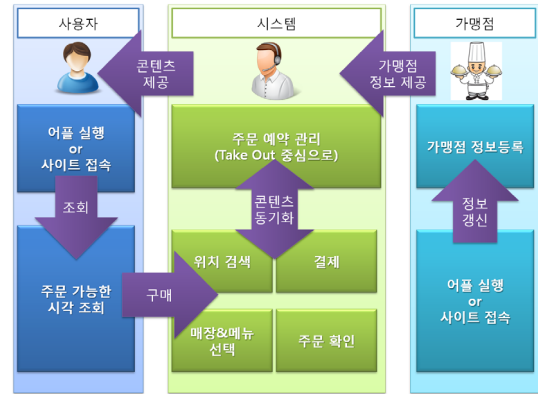 사용자
시스템
가맹점
콘텐츠
제공
가맹점
정보 제공
어플 실행
or
사이트 접속
주문 예약 관리
(Take Out 중심으로)
가맹점 정보등록
조회
콘텐츠
동기화
정보
갱신
주문 가능한
시각 조회
구매
위치 검색
결제
매장&메뉴
선택
주문 확인
어플 실행
or
사이트 접속